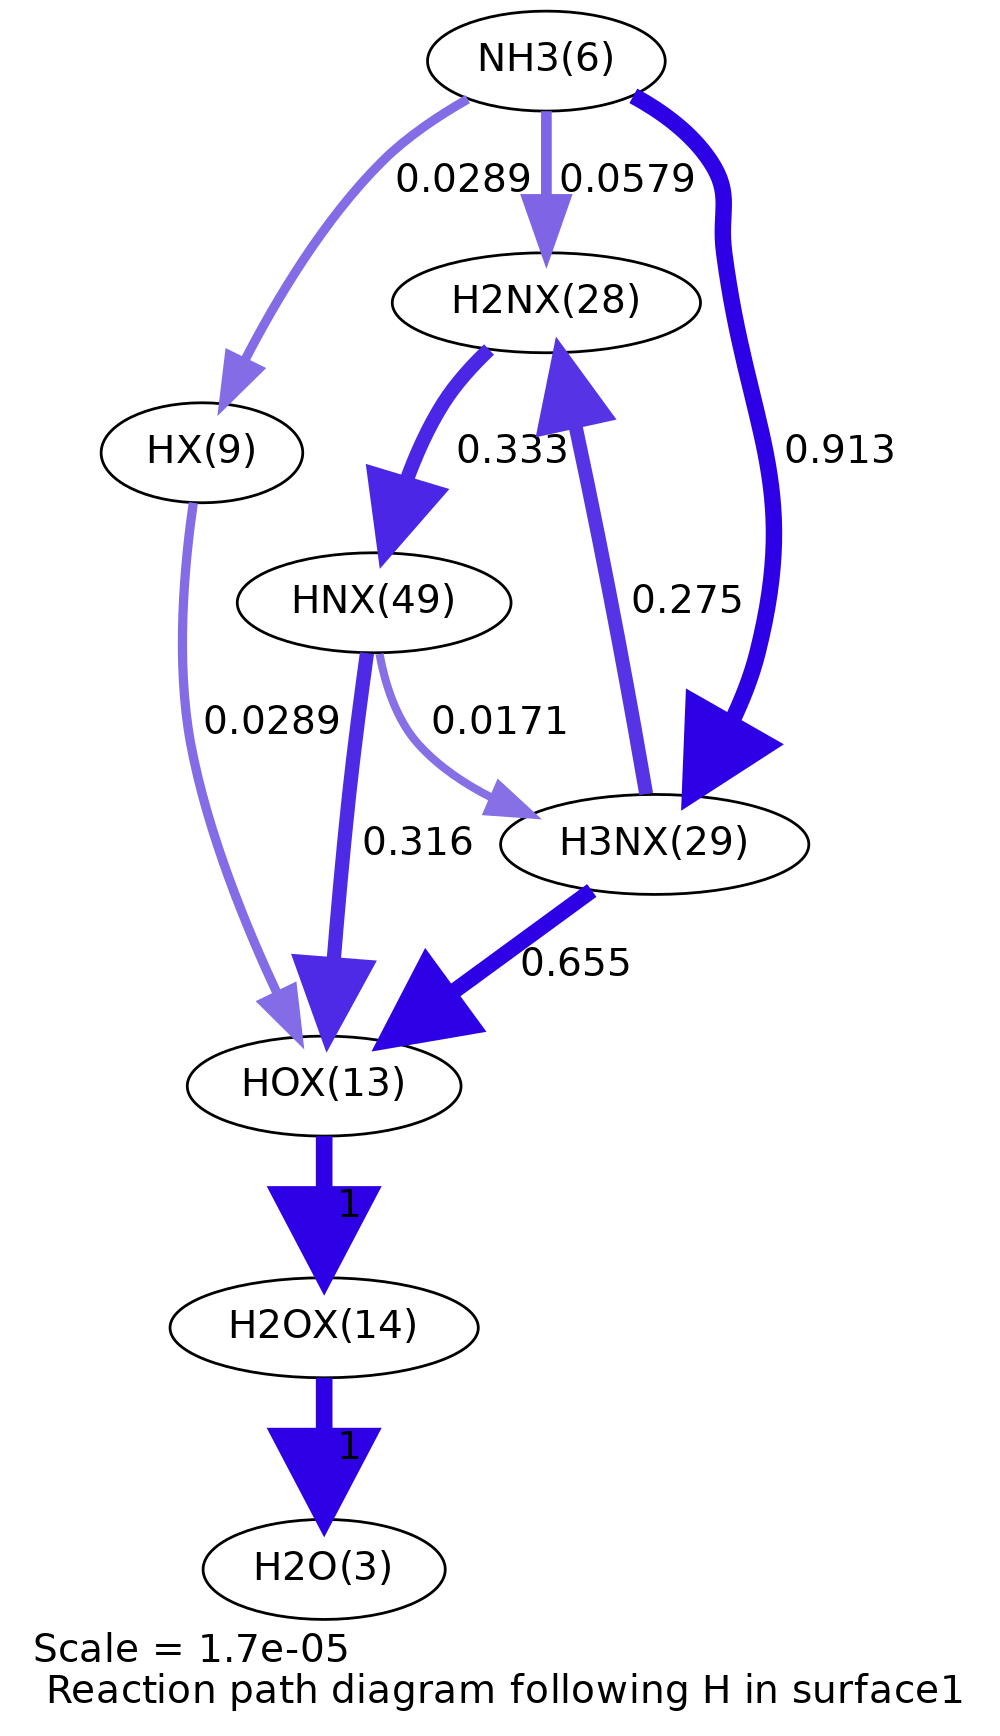 NH3(6)
0.0289
0.0579
H2NX(28)
HX(9)
0.333
0.913
HNX(49)
0.275
0.0289
0.0171
0.316
H3NX(29)
0.655
HOX(13)
1
H2OX(14)
1
H2O(3)
Scale = 1.7e-05
Reaction path diagram following H in surface1